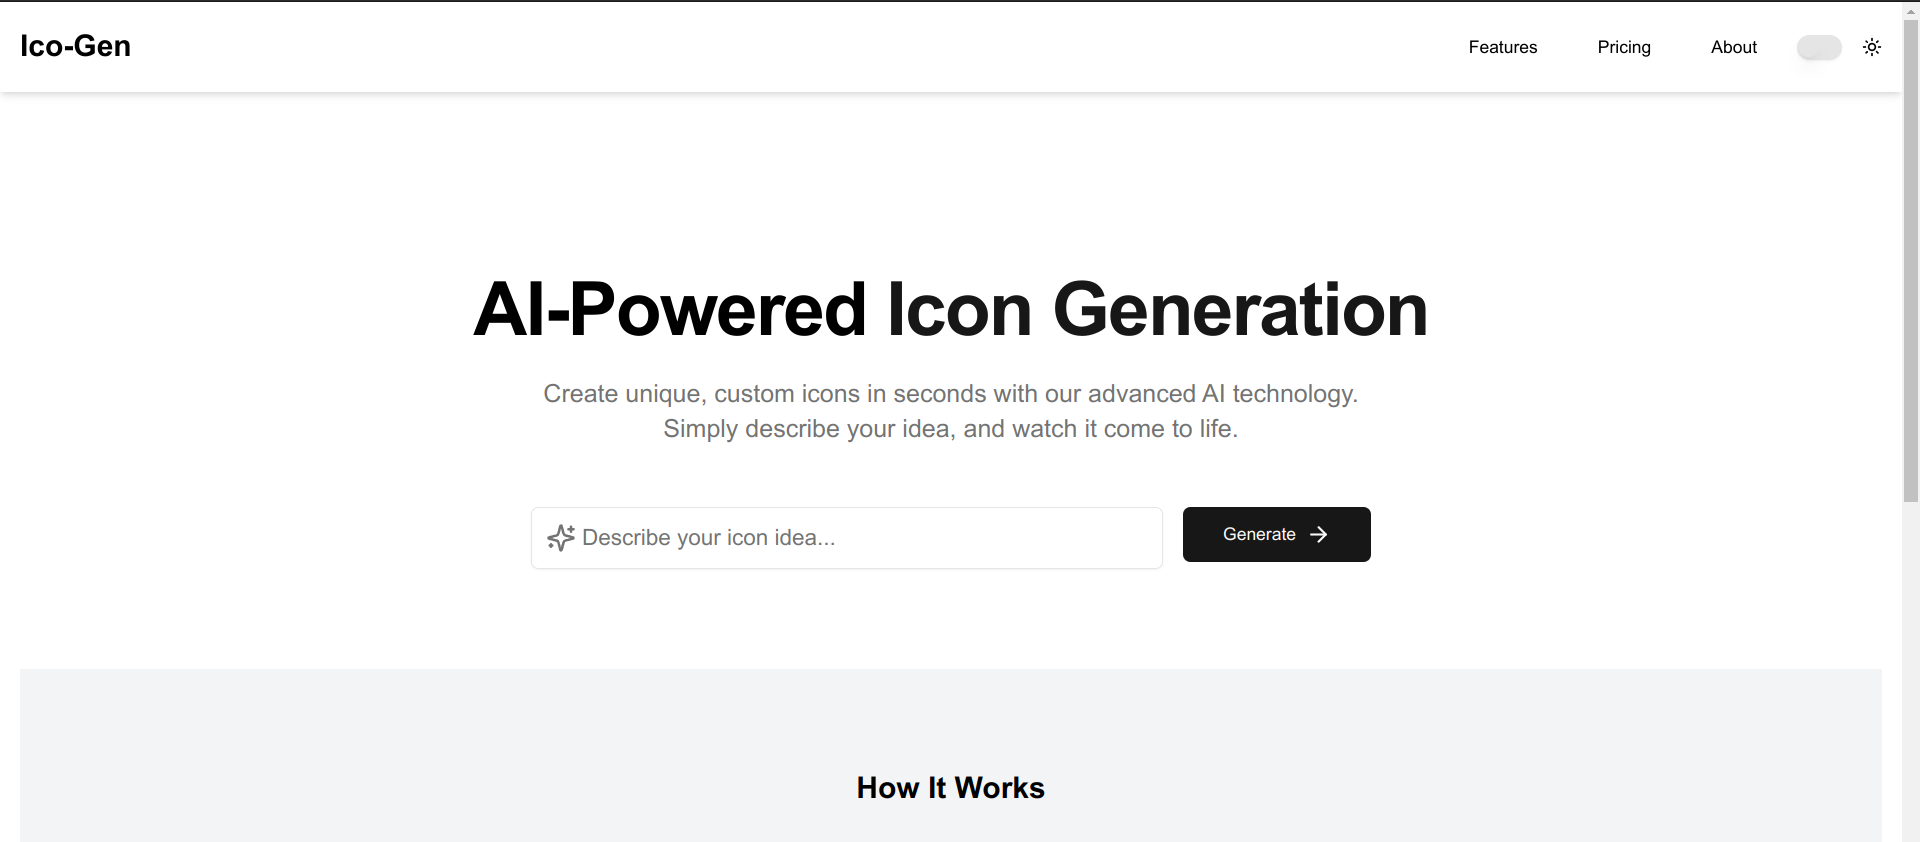 Ico-Gen
Features
Pricing
About
AI-Powered Icon Generation
Create unique, custom icons in seconds with our advanced AI technology.
Simply describe your idea, and watch it come to life.
Describe your icon idea...
Generate
How It Works